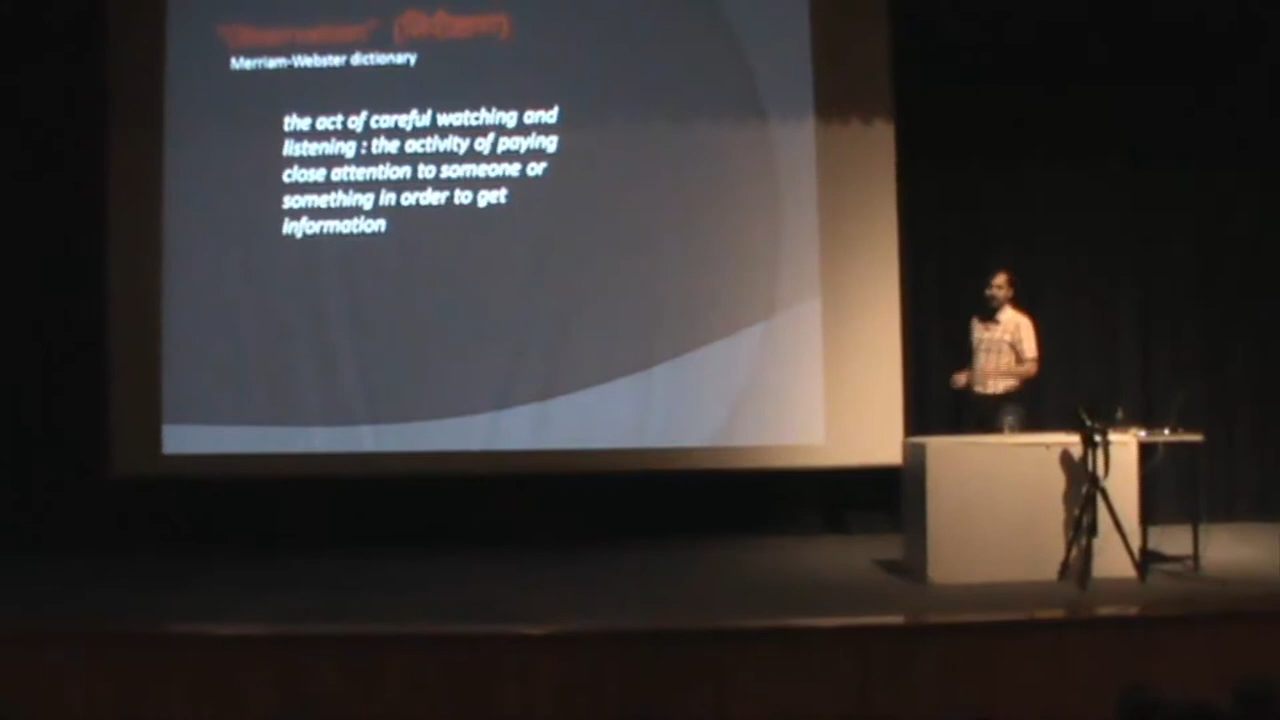 "Observation"
Merriam-Webster dictionary
the act of careful watching and
listening : the activity of paying
close attention to someone or
something in order to get
information